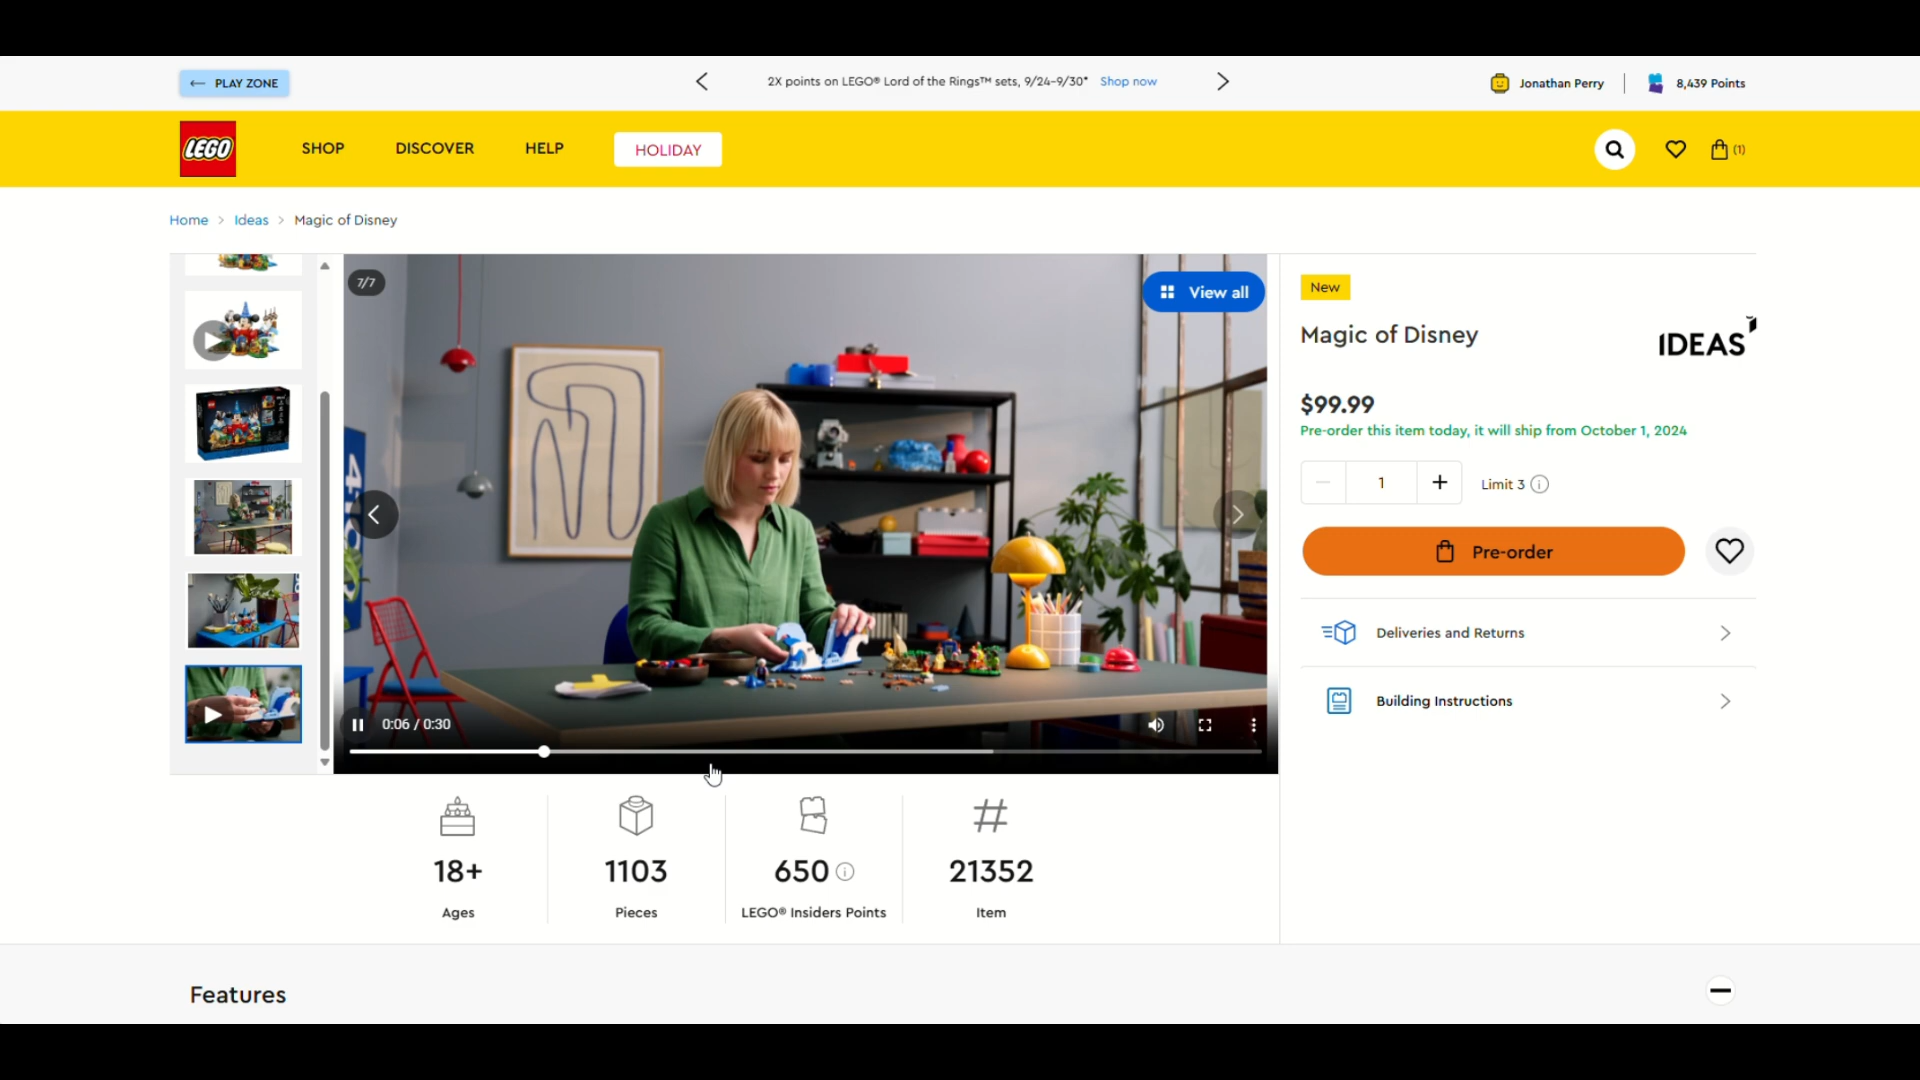 PLAY ZONE
2X points on LEGO® Lord of the Rings™ sets, 9/24-9/30* Shop now
Jonathan Perry
8,439 Points
LEGO
SHOP
DISCOVER
HELP
HOLIDAY
(1)
Home > Ideas > Magic of Disney
7/7
View all
0:06 / 0:30
New
Magic of Disney
IDEAS
$99.99
Pre-order this item today, it will ship from October 1, 2024
1
Limit 3
Pre-order
Deliveries and Returns
Building Instructions
18+
Ages
1103
Pieces
650
LEGO® Insiders Points
#
21352
Item
Features